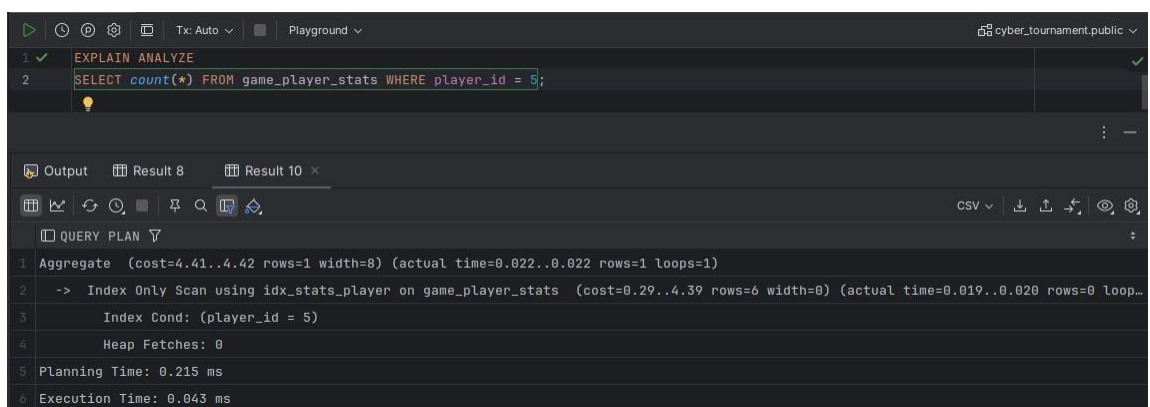 Tx: Auto Playground cyber_tournament.public
1 EXPLAIN ANALYZE
2 SELECT count(*) FROM game_player_stats WHERE player_id = 5;
Output Result 8 Result 10
CSV
QUERY PLAN
1 Aggregate (cost=4.41..4.42 rows=1 width=8) (actual time=0.022..0.022 rows=1 loops=1)
2 -> Index Only Scan using idx_stats_player on game_player_stats (cost=0.29..4.39 rows=6 width=0) (actual time=0.019..0.020 rows=0 loop…
3 Index Cond: (player_id = 5)
4 Heap Fetches: 0
5 Planning Time: 0.215 ms
6 Execution Time: 0.043 ms